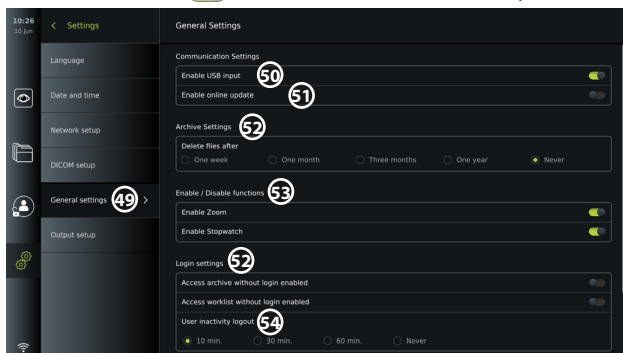 10:26
10 Jun
Settings
General Settings
Language
Date and time
Network setup
DICOM setup
General settings 49
Output setup
Communication Settings
Enable USB input 50
Enable online update 51
Archive Settings 52
Delete files after
One week One month Three months One year Never
Enable / Disable functions 53
Enable Zoom
Enable Stopwatch
Login settings 52
Access archive without login enabled
Access worklist without login enabled
User inactivity logout 54
10 min. 30 min. 60 min. Never